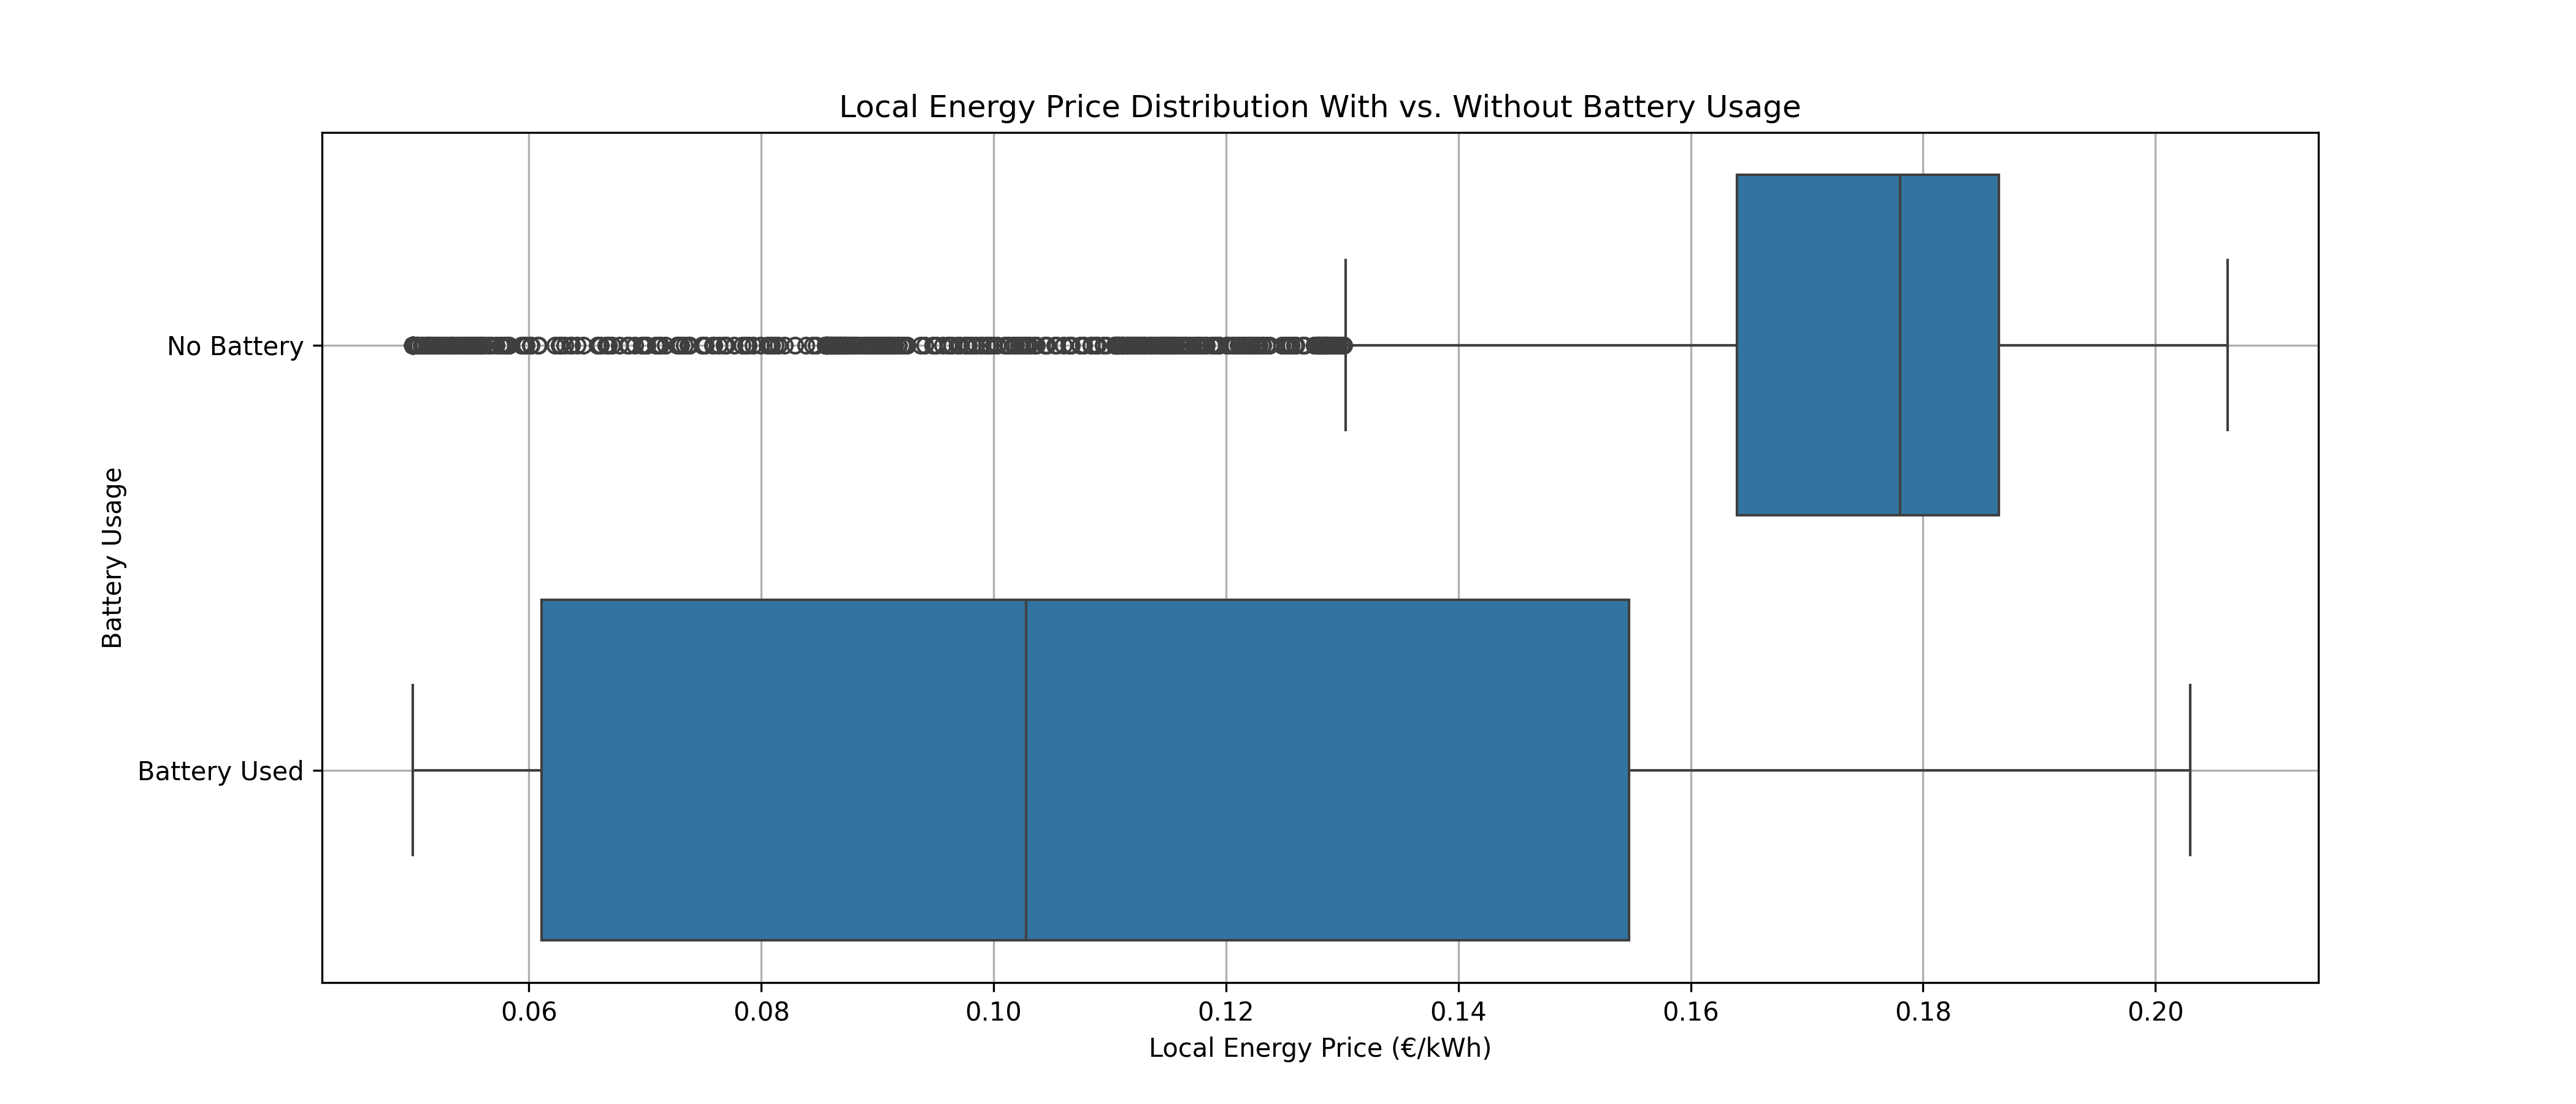 Local Energy Price Distribution With vs. Without Battery Usage
Battery Usage
No Battery
Battery Used
0.06 0.08 0.10 0.12 0.14 0.16 0.18 0.20
Local Energy Price (€/kWh)